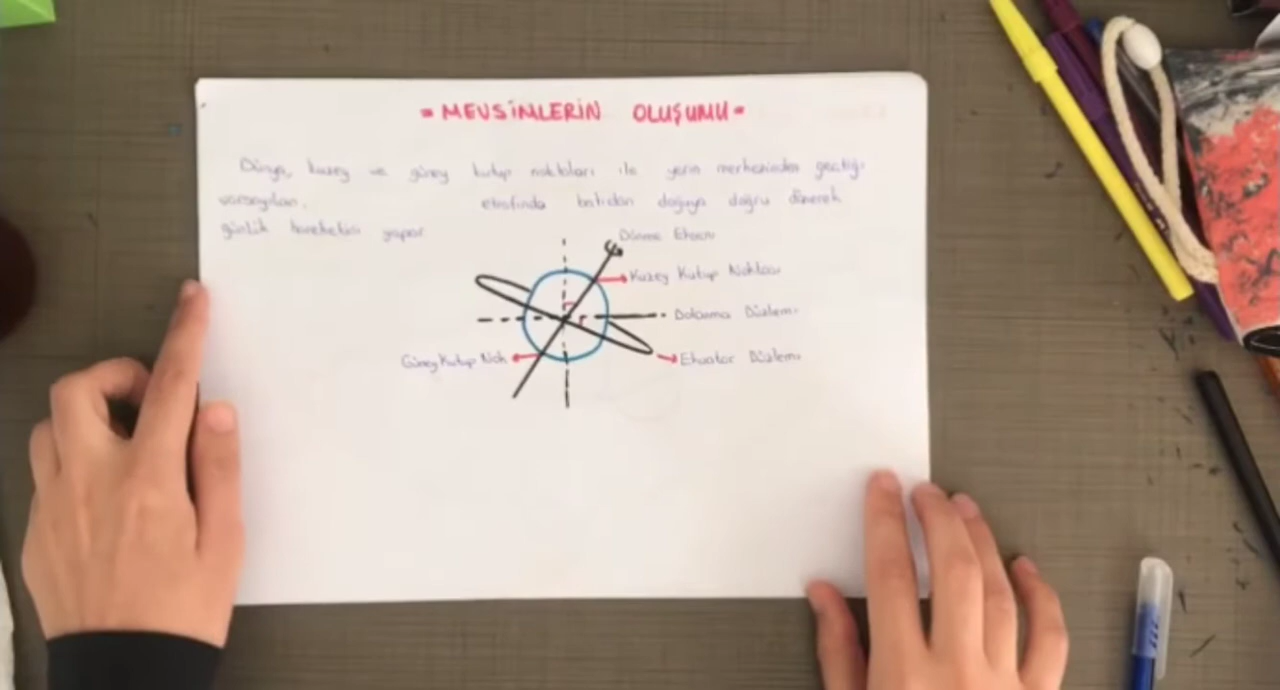 = MEVSİMLERİN OLUŞUMU =
Dünya, kuzey ve güney kutup noktaları ile yerin merkezinden geçtiği
varsayılan, etrafında batıdan doğuya doğru dönerek
günlük hareketini yapar
Dönme Ekseni
Kuzey Kutup Noktası
Dolanma Düzlemi
Güney Kutup Nok
Ekvator Düzlemi